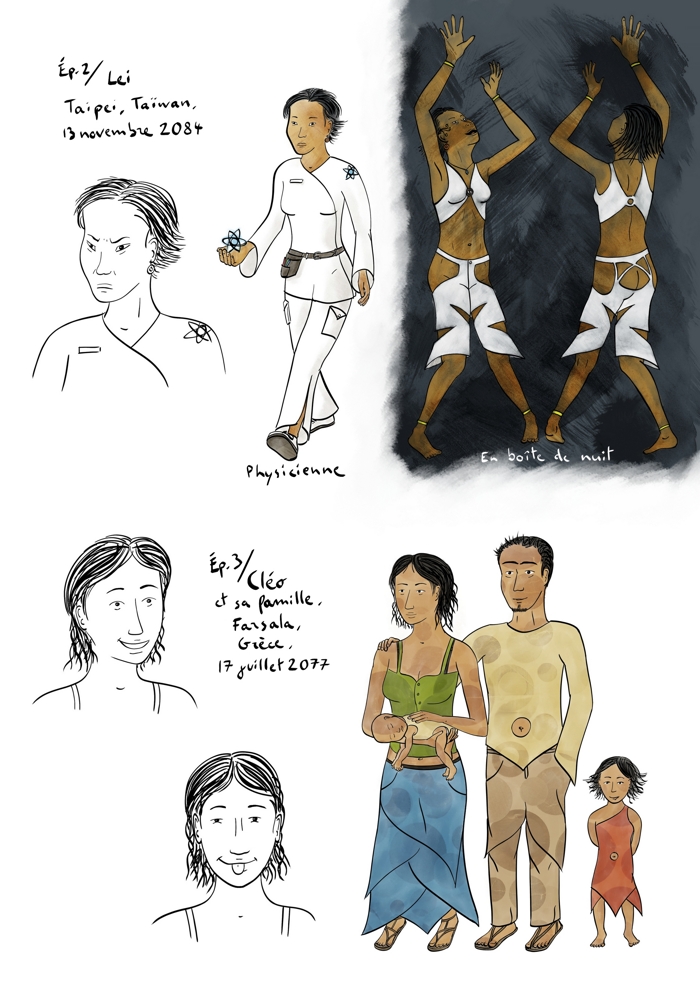 Ép.2/ Lei
Taipei, Taïwan,
13 novembre 2084
Physicienne
En boîte de nuit
Ép.3/ Cléo
et sa famille,
Farsala,
Grèce,
17 juillet 2077